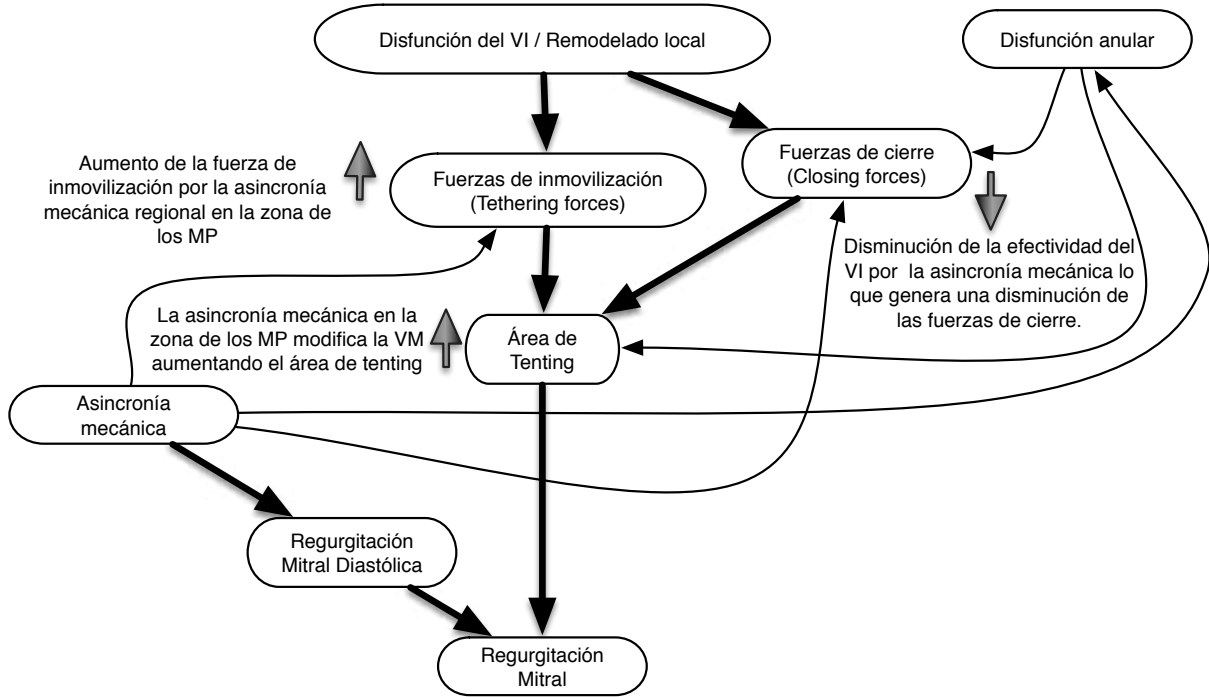 Disfunción del VI / Remodelado local
Disfunción anular
Aumento de la fuerza de
inmovilización por la asincronía
mecánica regional en la zona de
los MP
Fuerzas de inmovilización
(Tethering forces)
Fuerzas de cierre
(Closing forces)
Disminución de la efectividad del
VI por la asincronía mecánica lo
que genera una disminución de
las fuerzas de cierre.
La asincronía mecánica en la
zona de los MP modifica la VM
aumentando el área de tenting
Área de
Tenting
Asincronía
mecánica
Regurgitación
Mitral Diastólica
Regurgitación
Mitral